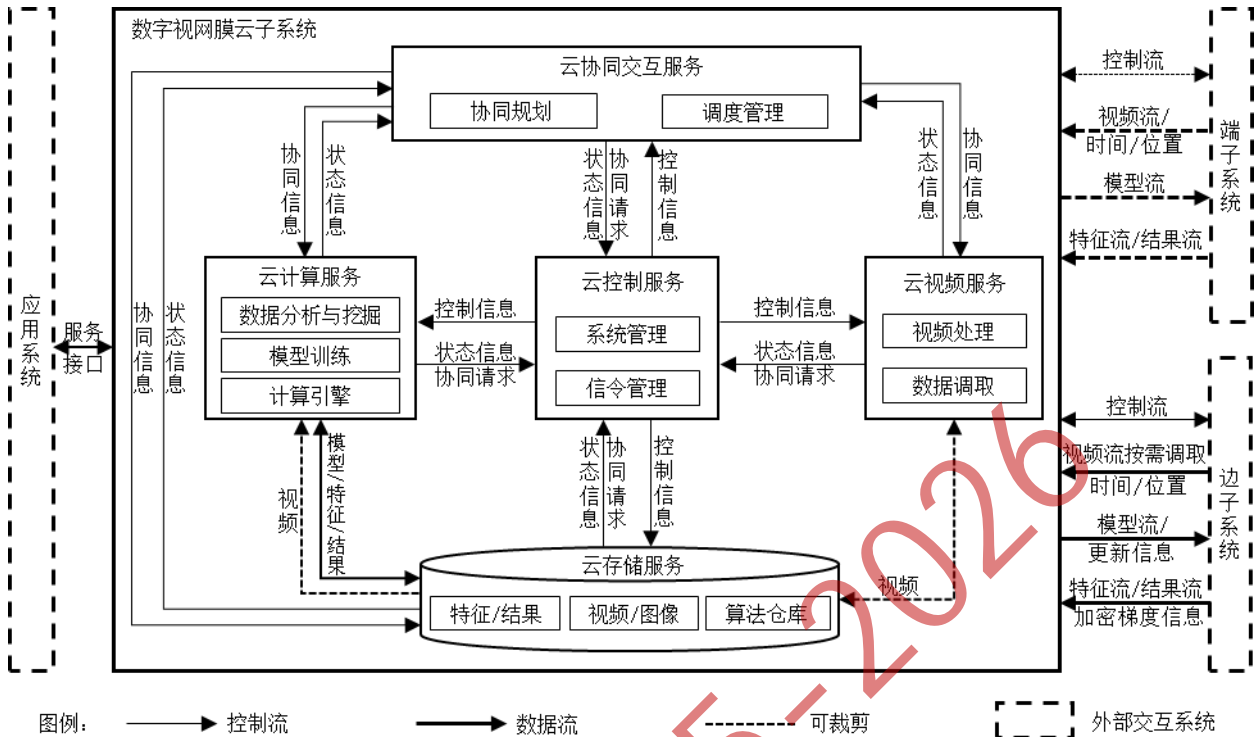 数字视网膜云子系统
云协同交互服务
协同规划
调度管理
协同信息
状态信息
状态信息
协同请求
控制信息
状态信息
协同信息
应用系统
服务
接口
协同信息
状态信息
云计算服务
数据分析与挖掘
模型训练
计算引擎
控制信息
状态信息
协同请求
云控制服务
系统管理
信令管理
控制信息
状态信息
协同请求
云视频服务
视频处理
数据调取
视频
模型/特征/结果
状态信息
协同请求
控制信息
视频
云存储服务
特征/结果
视频/图像
算法仓库
控制流
视频流/
时间/位置
模型流
特征流/结果流
端子系统
控制流
视频流按需调取
时间/位置
模型流/
更新信息
特征流/结果流
加密梯度信息
边子系统
图例:
控制流
数据流
可裁剪
外部交互系统
5-2026